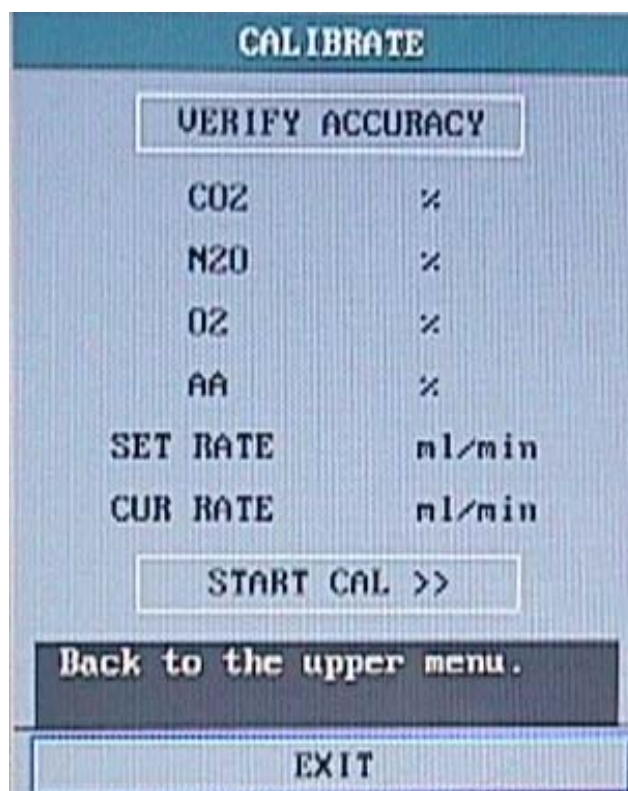 CALIBRATE
VERIFY ACCURACY
CO2 %
N2O %
O2 %
AA %
SET RATE ml/min
CUR RATE ml/min
START CAL >>
Back to the upper menu.
EXIT